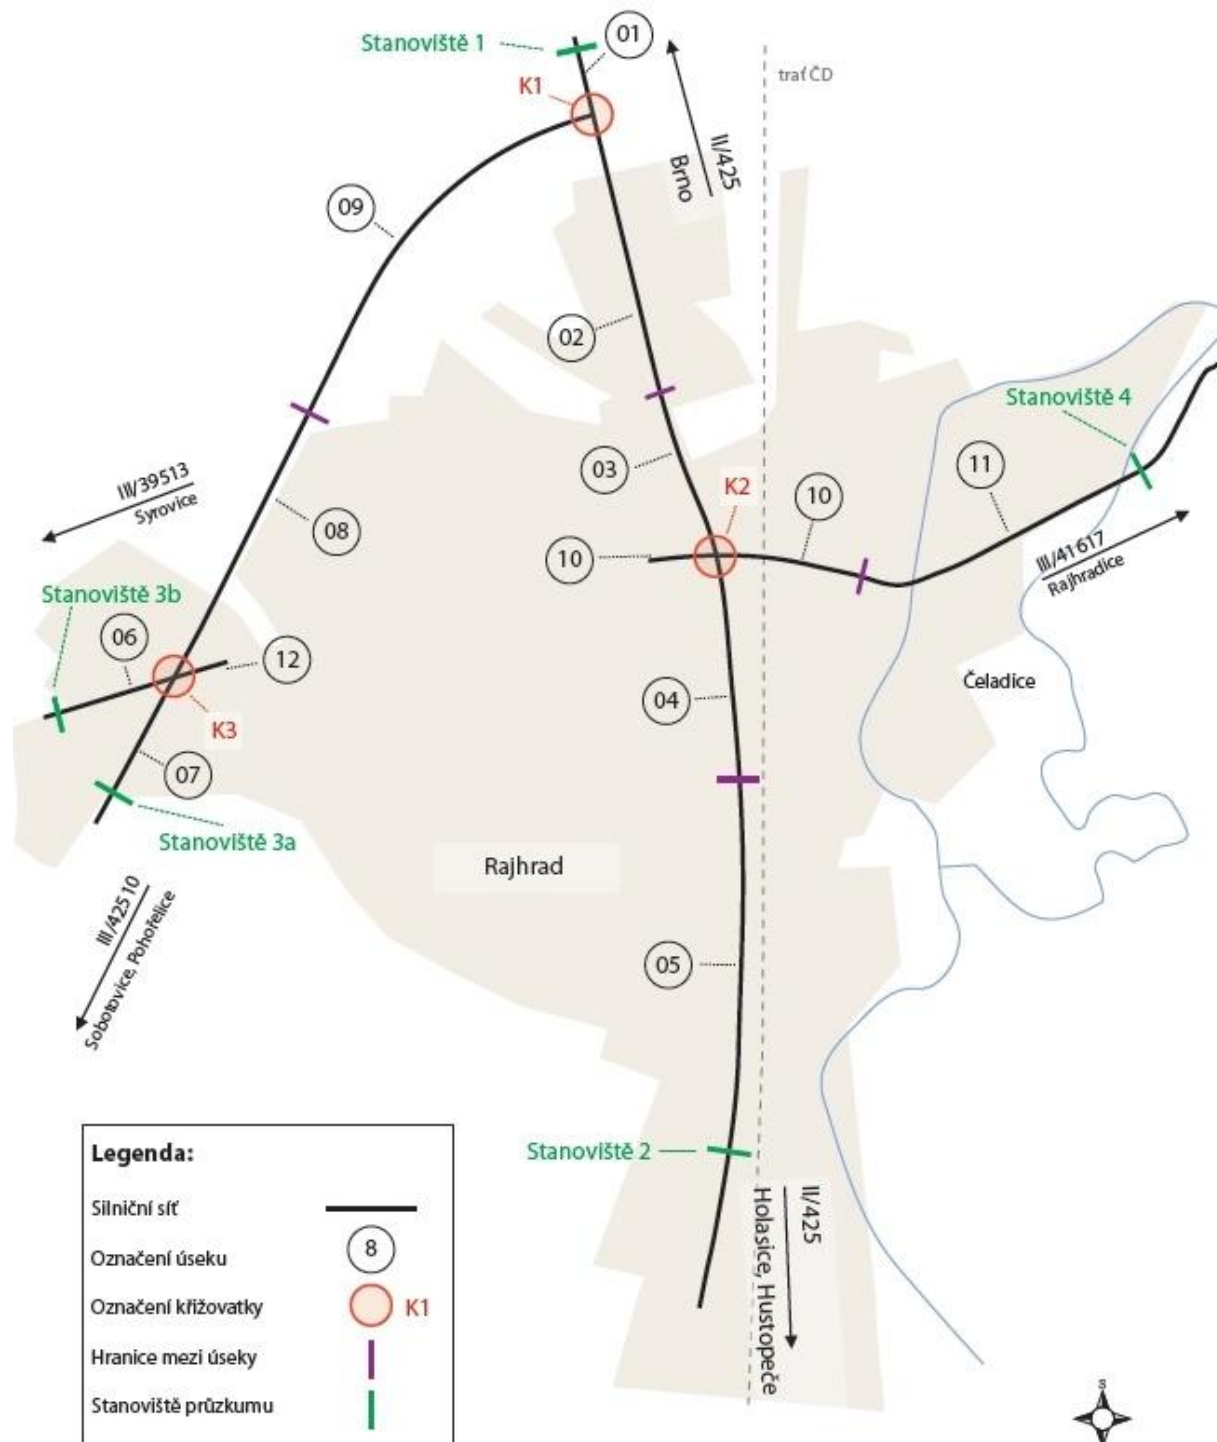 Stanoviště 1
01
K1
trať ČD
II/425
Brno
09
02
Stanoviště 4
03
K2
10
11
III/39513
Syrovice
08
10
III/41617
Rajhradice
Stanoviště 3b
06
12
Čeladice
K3
04
07
Stanoviště 3a
Rajhrad
III/42510
Sobotovice, Pohořelice
05
Stanoviště 2
II/425
Holasice, Hustopeče
Legenda:
Silniční síť
Označení úseku
8
Označení křižovatky
K1
Hranice mezi úseky
Stanoviště průzkumu
S